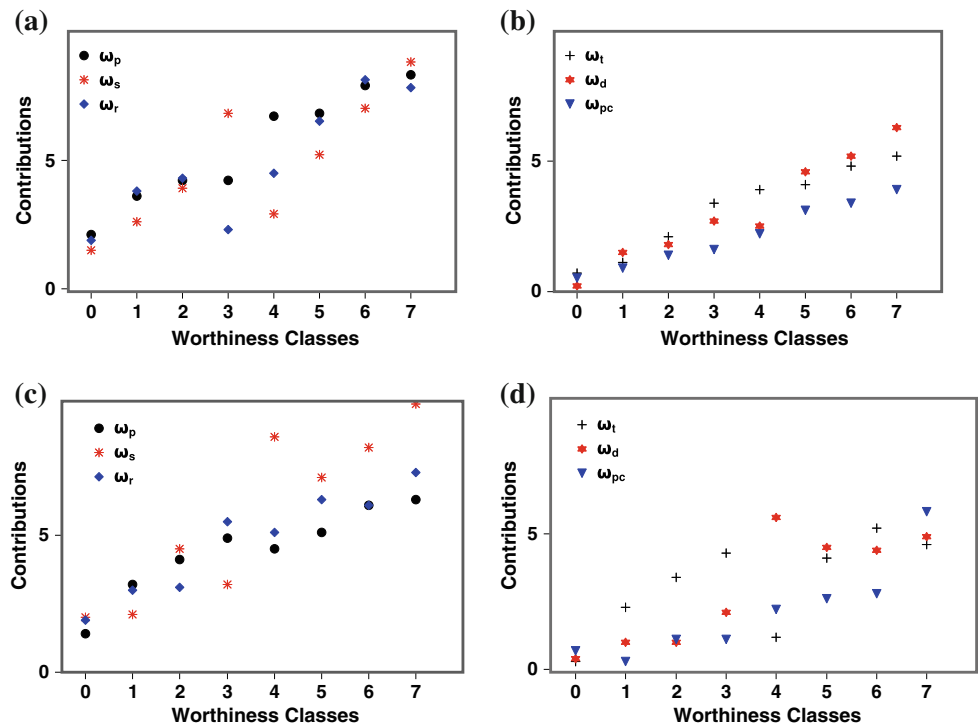 (a)
ωp
ωs
ωr
5
0
Contributions
0 1 2 3 4 5 6 7
Worthiness Classes
(b)
ωt
ωd
ωpc
5
0
Contributions
0 1 2 3 4 5 6 7
Worthiness Classes
(c)
ωp
ωs
ωr
5
0
Contributions
0 1 2 3 4 5 6 7
Worthiness Classes
(d)
ωt
ωd
ωpc
5
0
Contributions
0 1 2 3 4 5 6 7
Worthiness Classes